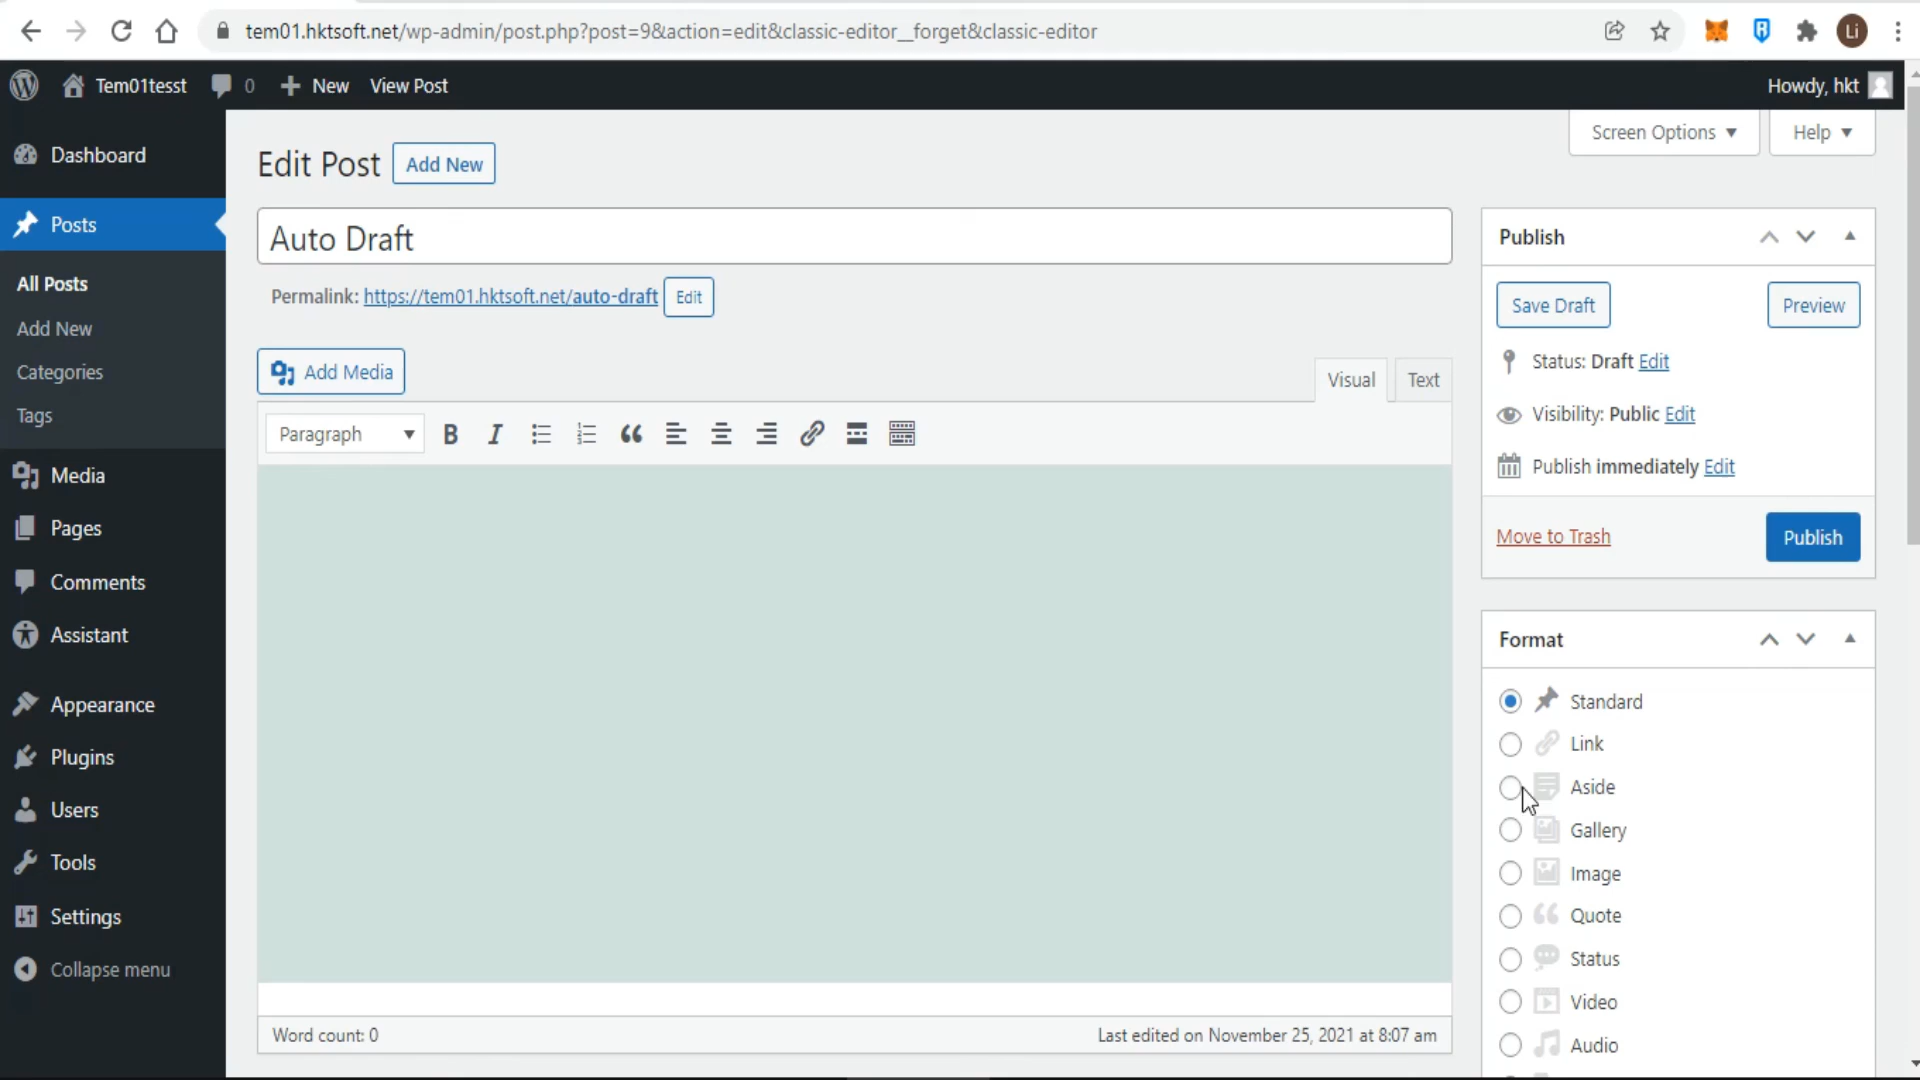 tem01.hktsoft.net/wp-admin/post.php?post=9&action=edit&classic-editor__forget&classic-editor
Li
Tem01tesst
0
New
View Post
Howdy, hkt
Dashboard
Posts
All Posts
Add New
Categories
Tags
Media
Pages
Comments
Assistant
Appearance
Plugins
Users
Tools
Settings
Collapse menu
Screen Options
Help
Edit Post
Add New
Auto Draft
Permalink: https://tem01.hktsoft.net/auto-draft Edit
Add Media
Visual
Text
Paragraph
Word count: 0
Last edited on November 25, 2021 at 8:07 am
Publish
Save Draft
Preview
Status: Draft Edit
Visibility: Public Edit
Publish immediately Edit
Move to Trash
Publish
Format
Standard
Link
Aside
Gallery
Image
Quote
Status
Video
Audio